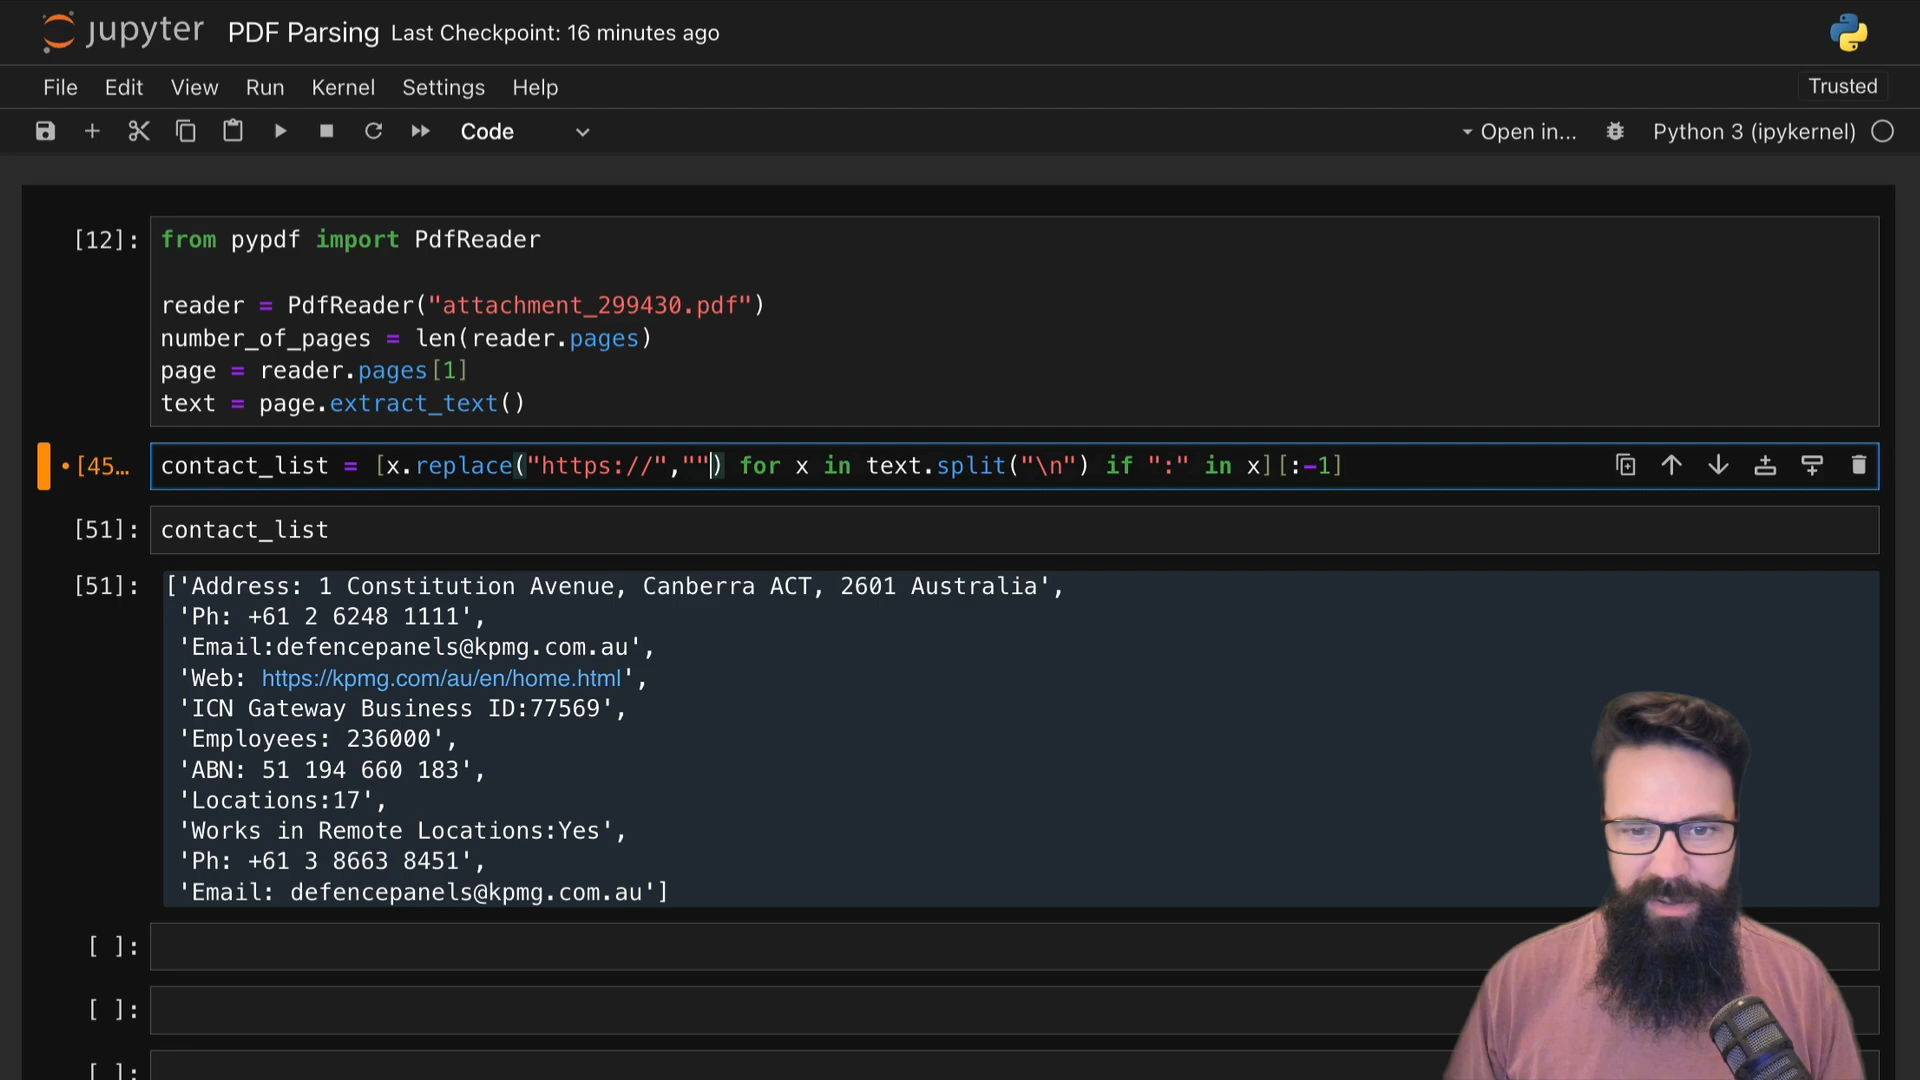 jupyter PDF Parsing Last Checkpoint: 16 minutes ago
File Edit View Run Kernel Settings Help Trusted
Code Open in... Python 3 (ipykernel)
[12]: from pypdf import PdfReader
reader = PdfReader("attachment_299430.pdf")
number_of_pages = len(reader.pages)
page = reader.pages[1]
text = page.extract_text()
•[45… contact_list = [x.replace("https://","") for x in text.split("\n") if ":" in x][:-1]
[51]: contact_list
[51]: ['Address: 1 Constitution Avenue, Canberra ACT, 2601 Australia',
'Ph: +61 2 6248 1111',
'Email:defencepanels@kpmg.com.au',
'Web: https://kpmg.com/au/en/home.html',
'ICN Gateway Business ID:77569',
'Employees: 236000',
'ABN: 51 194 660 183',
'Locations:17',
'Works in Remote Locations:Yes',
'Ph: +61 3 8663 8451',
'Email: defencepanels@kpmg.com.au']
[ ]:
[ ]:
[ ]: